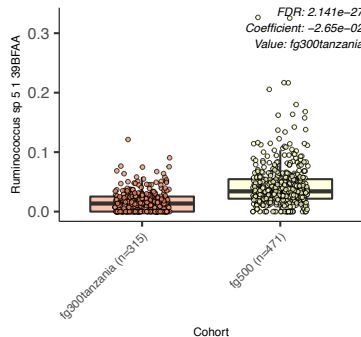 FDR: 2.141e−27
Coefficient: −2.65e−02
Value: fg300tanzania
Ruminococcus sp 5 1 39BFAA
0.3
0.2
0.1
0.0
fg300tanzania (n=315)
fg500 (n=471)
Cohort